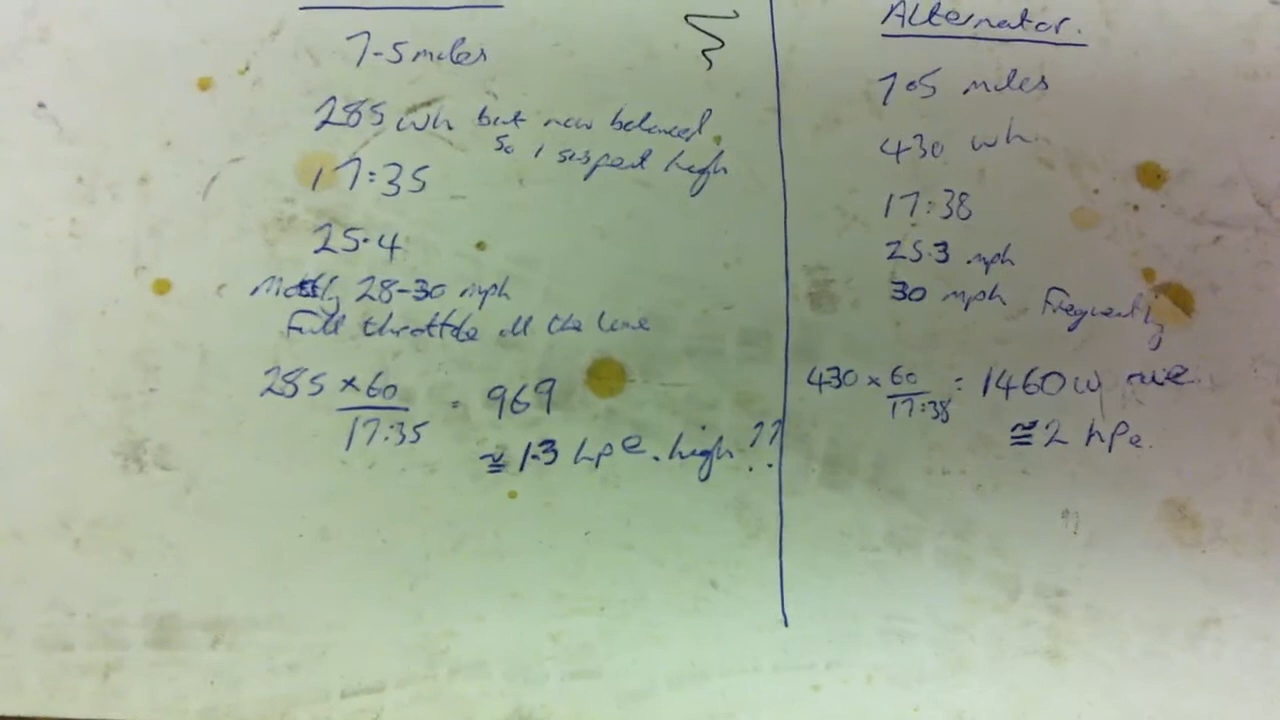 7.5 miles
285 wh but now balanced
so I suspect high
17:35
25.4
Mostly 28-30 mph
Full throttle all the time
285 x 60
17:35
= 969
≅ 1.3 hpe. high ??
Alternator.
7.5 miles
430 wh
17:38
25.3 mph
30 mph Frequently
430 x 60
17:38
= 1460 w ave
≅ 2 hpe.